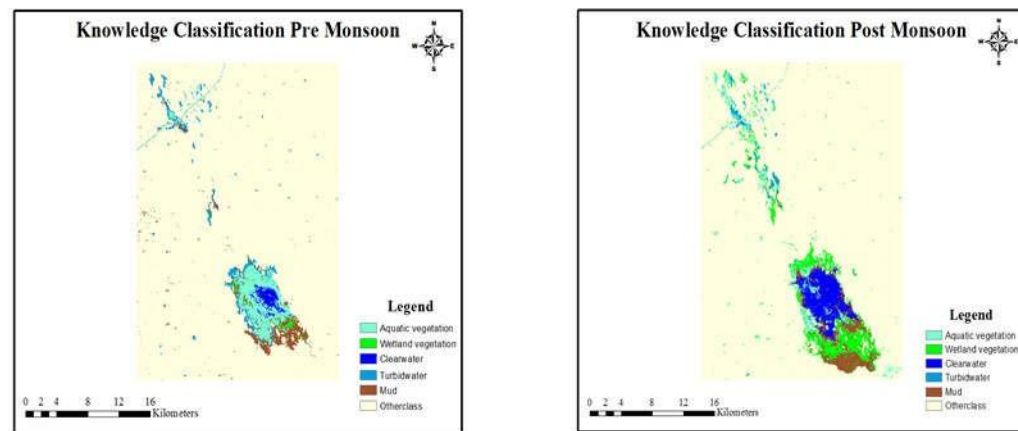 Knowledge Classification Pre Monsoon
N
W E
S
Legend
Aquatic vegetation
Wetland vegetation
Clearwater
Turbidwater
Mud
Otherclass
0 2 4 8 12 16
Kilometers
Knowledge Classification Post Monsoon
N
W E
S
Legend
Aquatic vegetation
Wetland vegetation
Clearwater
Turbidwater
Mud
Otherclass
0 2 4 8 12 16
Kilometers